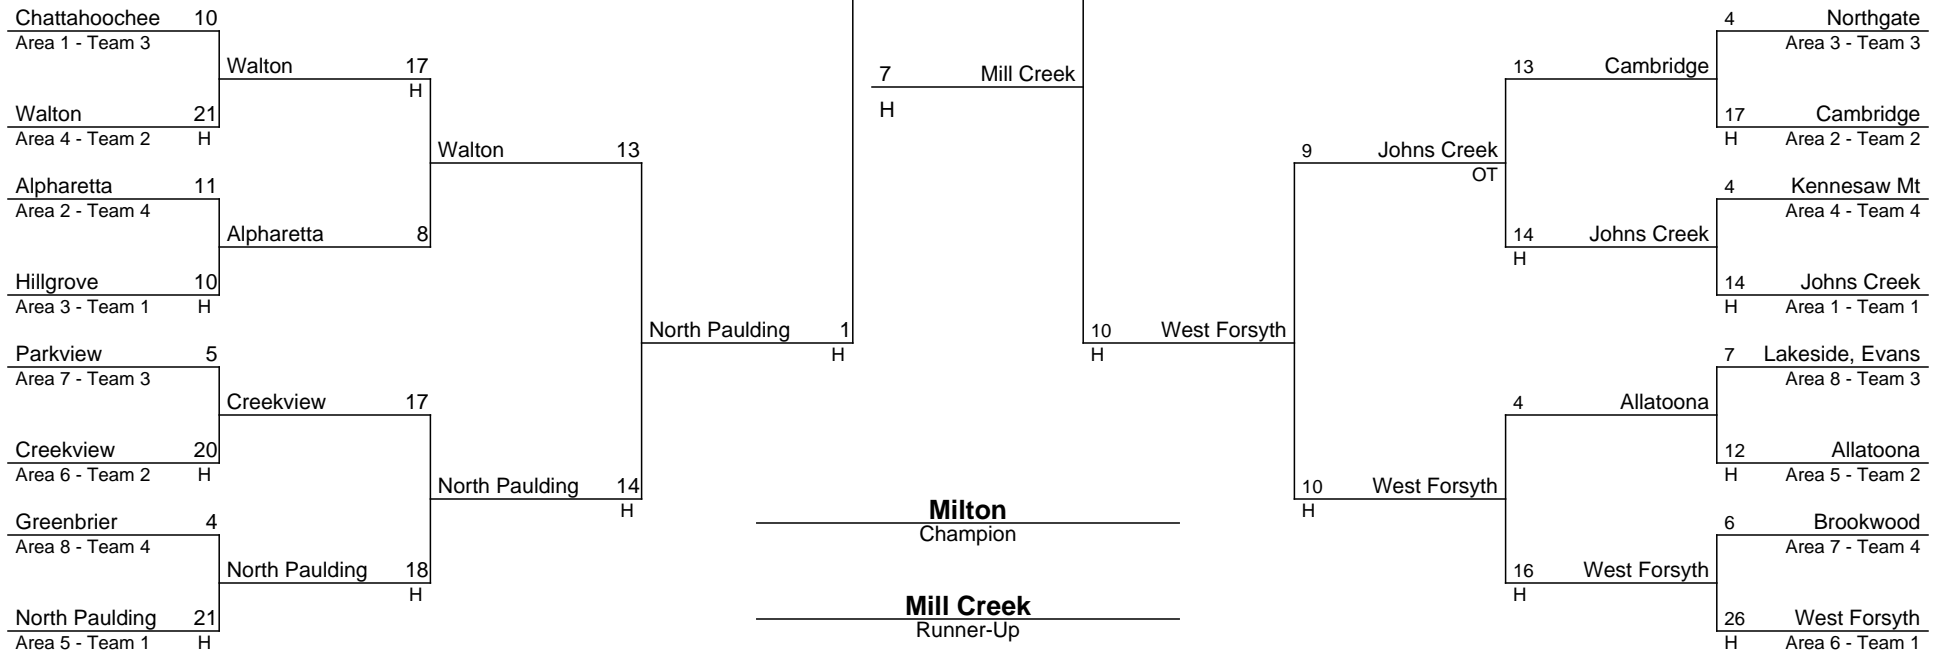 Chattahoochee 10
Area 1 - Team 3
Walton 17
H
Walton 21
Area 4 - Team 2 H
Walton 13
Alpharetta 11
Area 2 - Team 4
Alpharetta 8
Hillgrove 10
Area 3 - Team 1 H
North Paulding 1
H
Parkview 5
Area 7 - Team 3
Creekview 17
Creekview 20
Area 6 - Team 2 H
North Paulding 14
H
Greenbrier 4
Area 8 - Team 4
North Paulding 18
H
North Paulding 21
Area 5 - Team 1 H
7 Mill Creek
H
Milton
Champion
Mill Creek
Runner-Up
4 Northgate
Area 3 - Team 3
13 Cambridge
17 Cambridge
H Area 2 - Team 2
9 Johns Creek
OT
4 Kennesaw Mt
Area 4 - Team 4
14 Johns Creek
H
14 Johns Creek
H Area 1 - Team 1
10 West Forsyth
H
7 Lakeside, Evans
Area 8 - Team 3
4 Allatoona
12 Allatoona
H Area 5 - Team 2
10 West Forsyth
H
6 Brookwood
Area 7 - Team 4
16 West Forsyth
H
26 West Forsyth
H Area 6 - Team 1